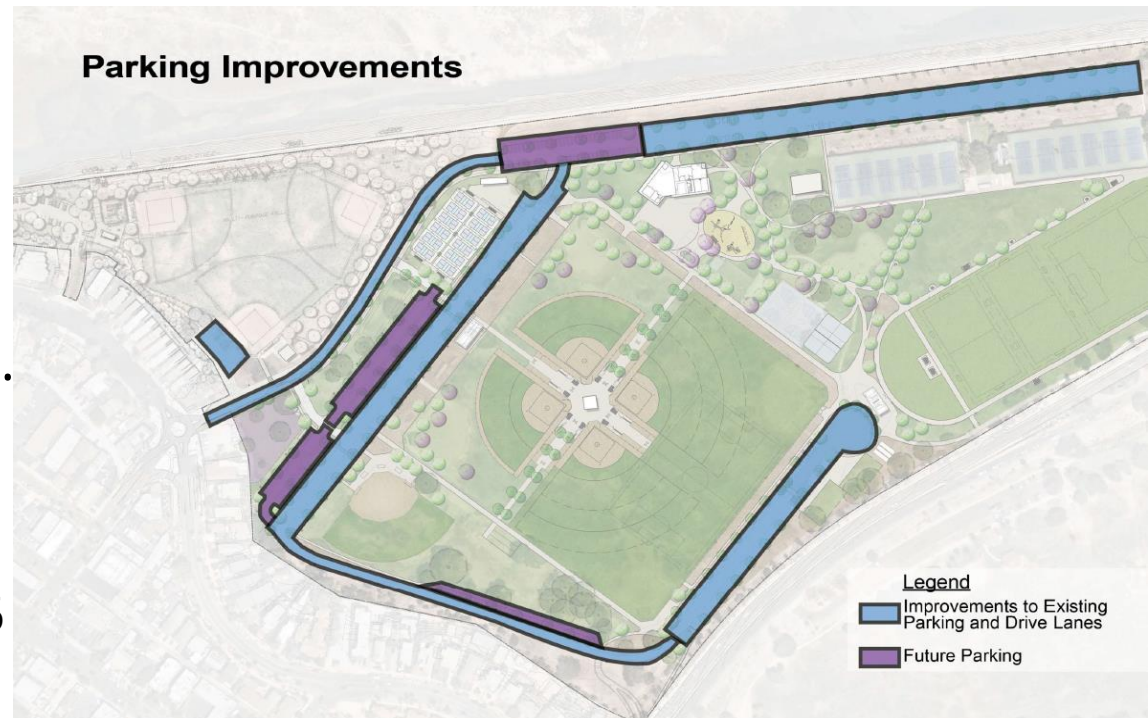 Parking Improvements
Legend
Improvements to Existing
Parking and Drive Lanes
Future Parking